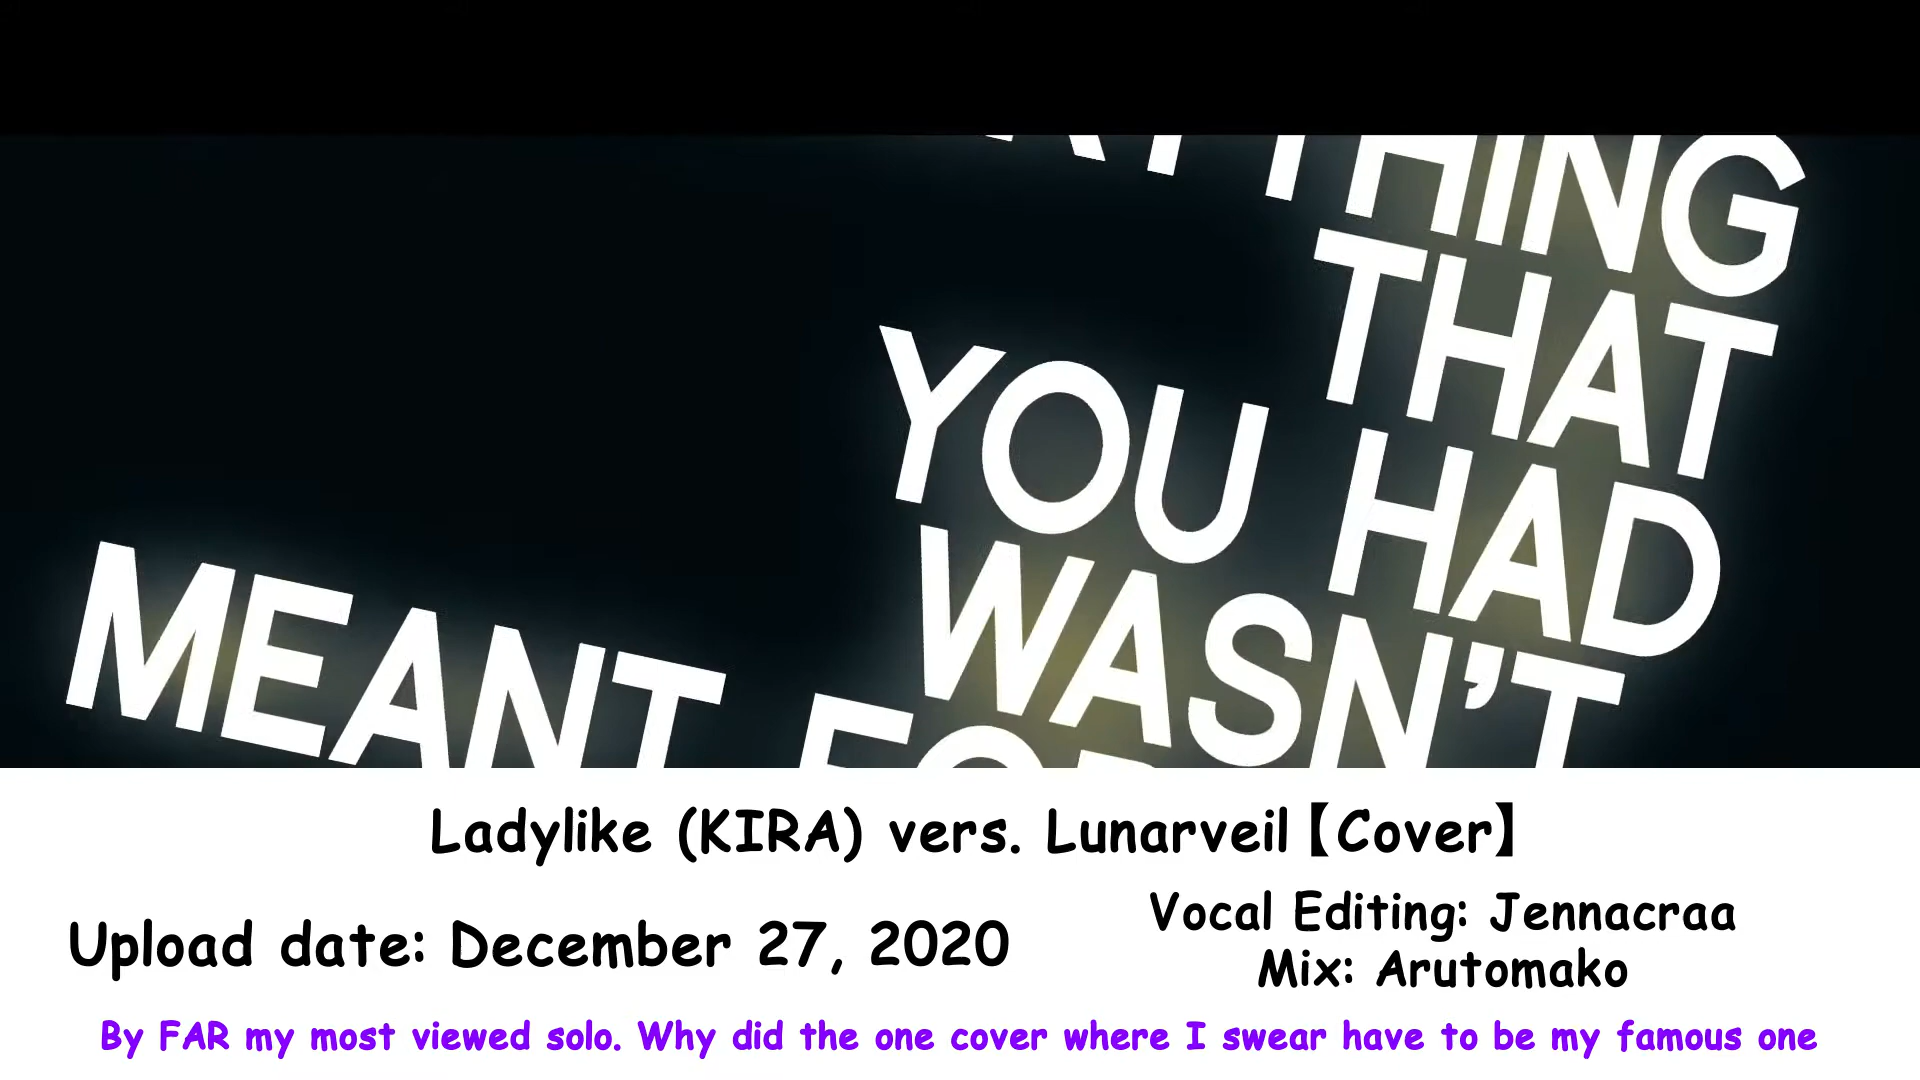 THING
THAT
YOU HAD
WASN'T
MEANT FOR
Ladylike (KIRA) vers. Lunarveil【Cover】
Upload date: December 27, 2020
Vocal Editing: Jennacraa
Mix: Arutomako
By FAR my most viewed solo. Why did the one cover where I swear have to be my famous one